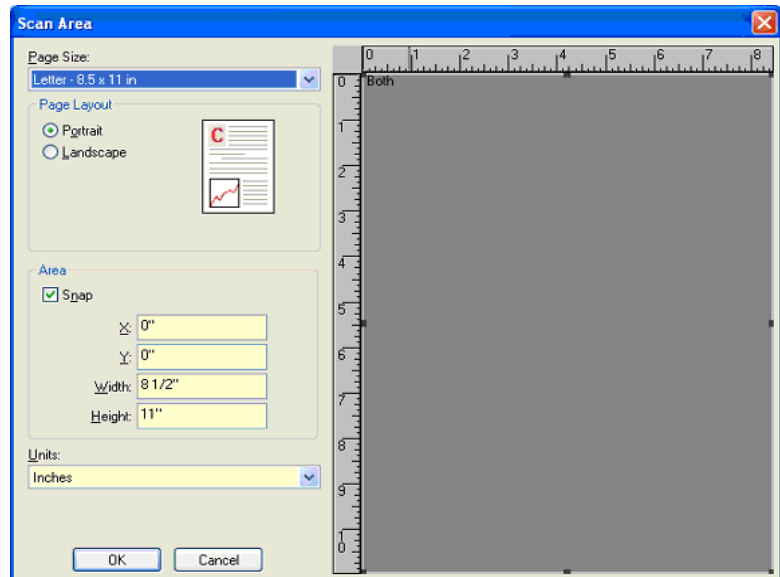 Scan Area
Page Size:
Letter - 8.5 x 11 in
Page Layout
Portrait
Landscape
C
Area
Snap
X: 0"
Y: 0"
Width: 8 1/2"
Height: 11"
Units:
Inches
OK Cancel
0 1 2 3 4 5 6 7 8
Both
0
1
2
3
4
5
6
7
8
9
1
0